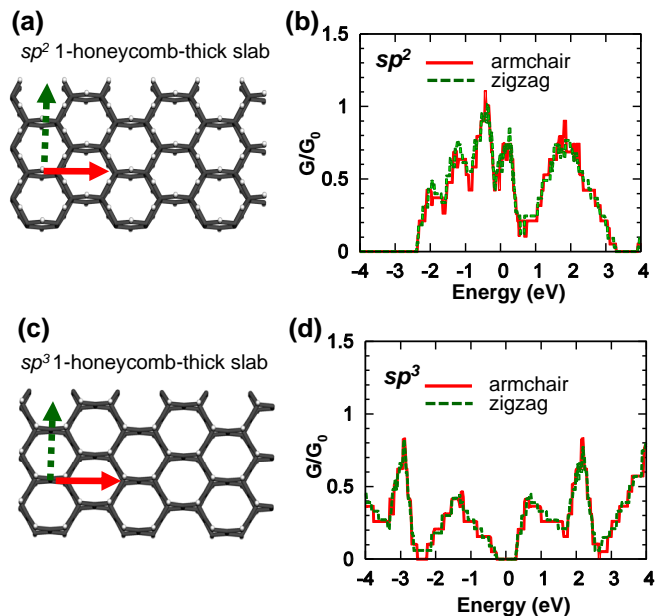 (a)
sp² 1-honeycomb-thick slab
(b)
1.5
1
0.5
0
G/G₀
sp²
armchair
zigzag
-4 -3 -2 -1 0 1 2 3 4
Energy (eV)
(c)
sp³ 1-honeycomb-thick slab
(d)
1.5
1
0.5
0
G/G₀
sp³
armchair
zigzag
-4 -3 -2 -1 0 1 2 3 4
Energy (eV)